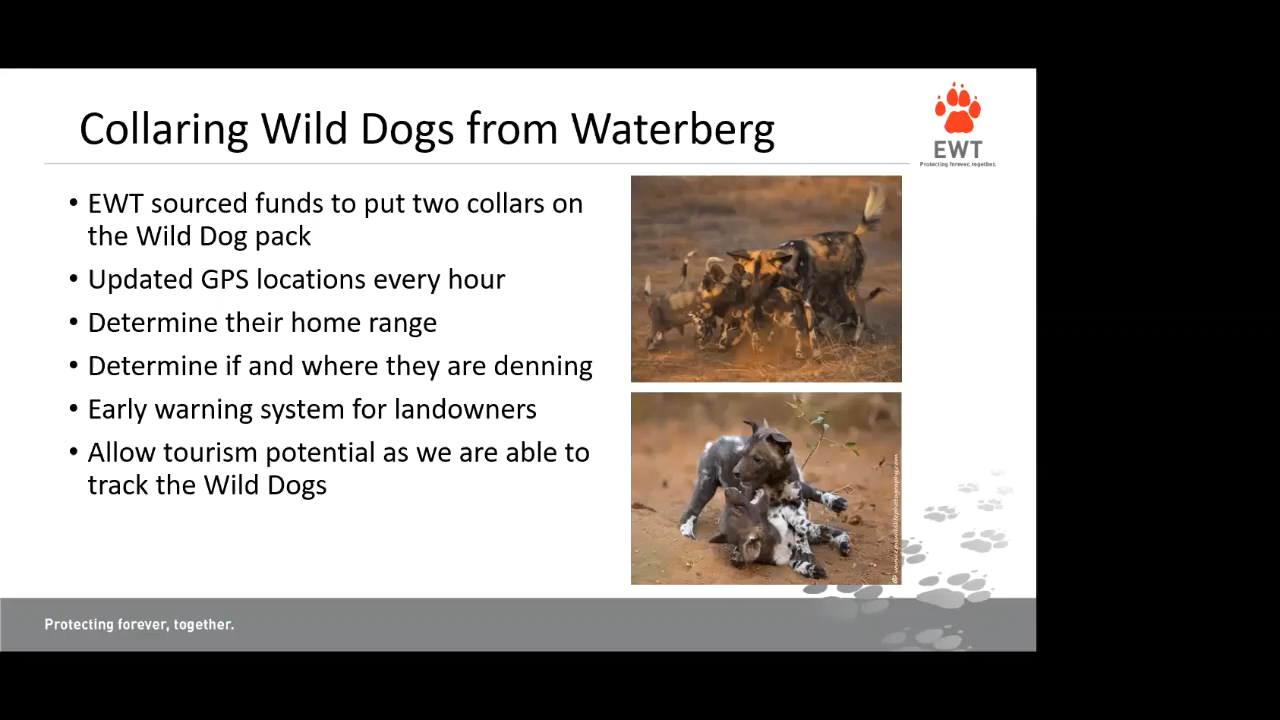 Collaring Wild Dogs from Waterberg
EWT
Protecting forever, together.
• EWT sourced funds to put two collars on
the Wild Dog pack
• Updated GPS locations every hour
• Determine their home range
• Determine if and where they are denning
• Early warning system for landowners
• Allow tourism potential as we are able to
track the Wild Dogs
Protecting forever, together.